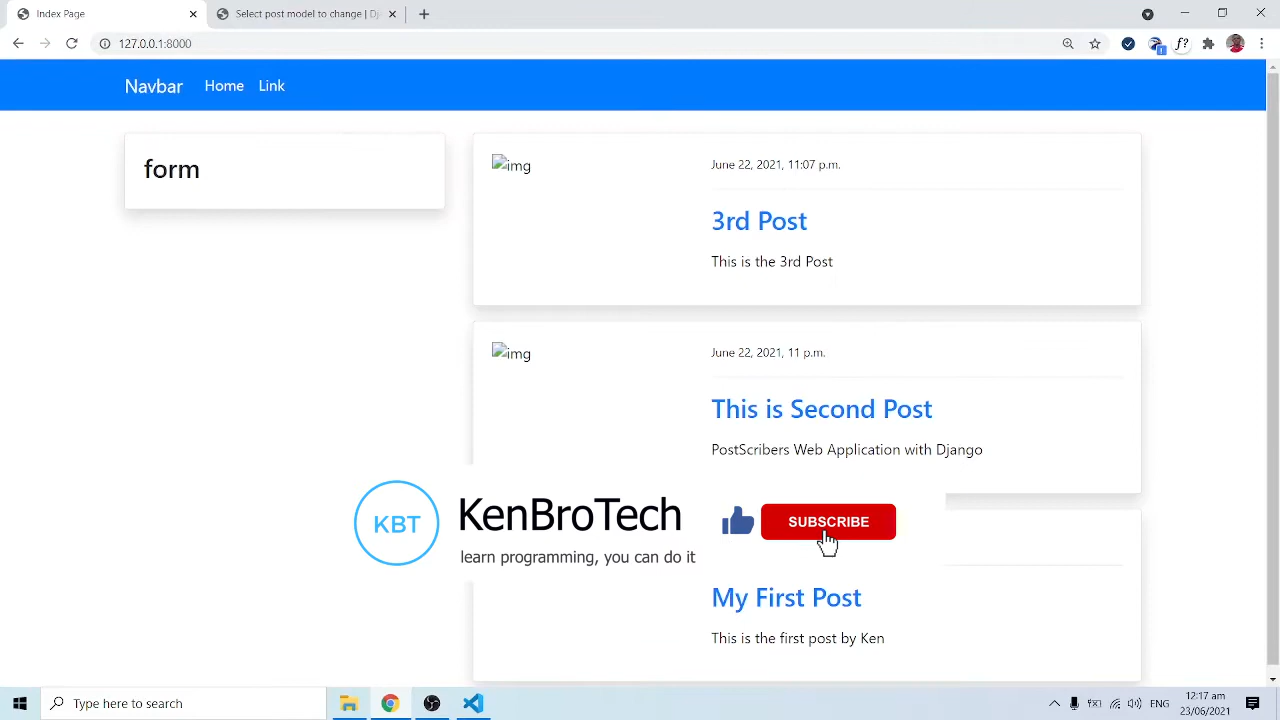 Index Page
Select post model to change | Dj
127.0.0.1:8000
Navbar Home Link
form
img
June 22, 2021, 11:07 p.m.
3rd Post
This is the 3rd Post
img
June 22, 2021, 11 p.m.
This is Second Post
PostScribers Web Application with Django
KBT
KenBroTech
learn programming, you can do it
SUBSCRIBE
My First Post
This is the first post by Ken
Type here to search
12:17 am
23/06/2021